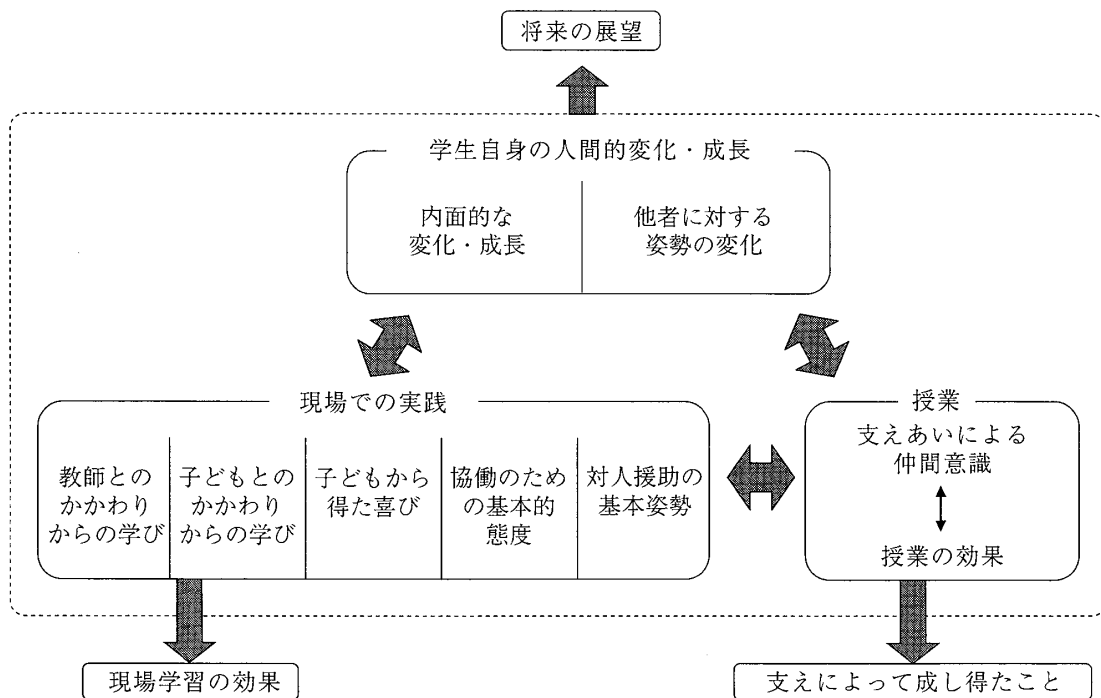 将来の展望
学生自身の人間的変化・成長
内面的な
変化・成長
他者に対する
姿勢の変化
現場での実践
教師との
かかわり
からの学び
子どもとの
かかわり
からの学び
子どもから
得た喜び
協働のため
の基本的
態度
対人援助の
基本姿勢
授業
支えあいによる
仲間意識
授業の効果
現場学習の効果
支えによって成し得たこと